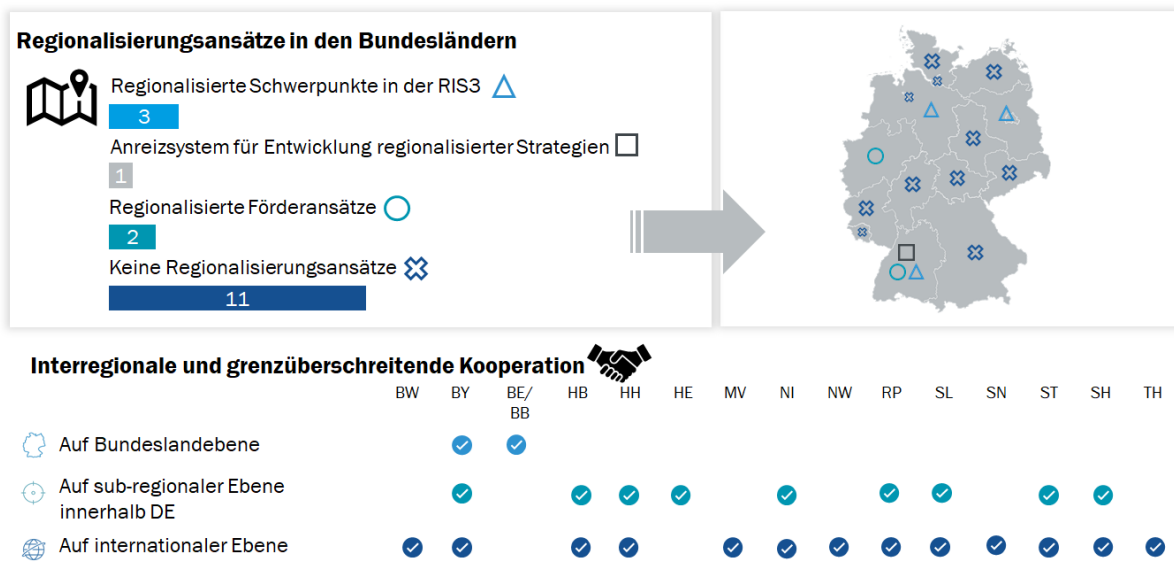 Regionalisierungsansätze in den Bundesländern
Regionalisierte Schwerpunkte in der RIS3
3
Anreizsystem für Entwicklung regionalisierter Strategien
1
Regionalisierte Förderansätze
2
Keine Regionalisierungsansätze
11
Interregionale und grenzüberschreitende Kooperation
BW BY BE/ HB HH HE MV NI NW RP SL SN ST SH TH
BB
Auf Bundeslandebene
Auf sub-regionaler Ebene
innerhalb DE
Auf internationaler Ebene